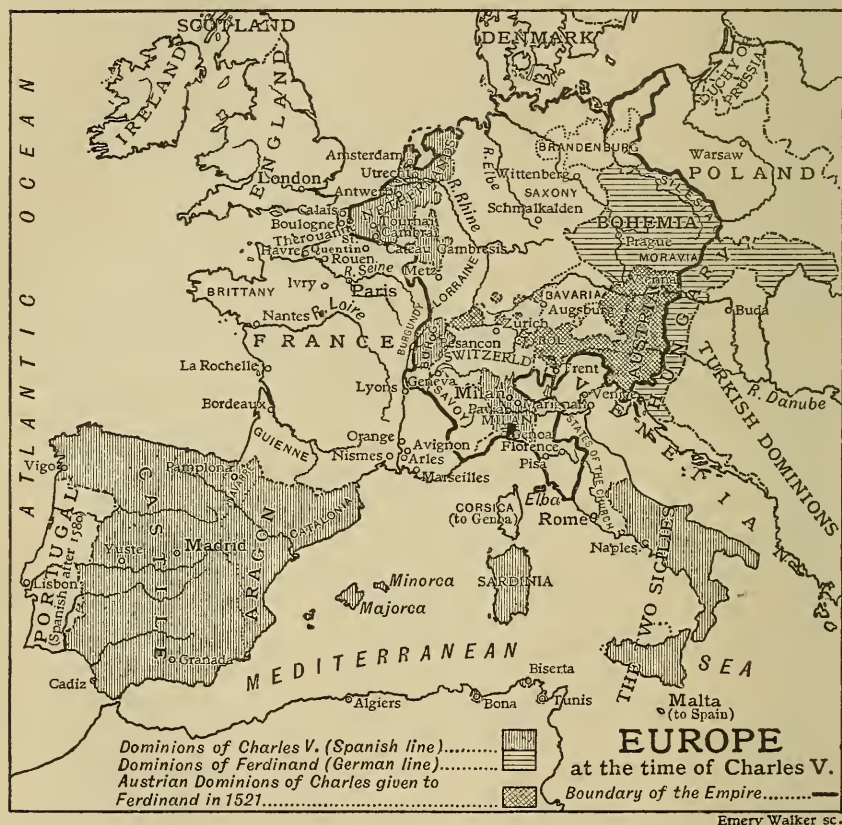 SCOTLAND
DENMARK
IRELAND
ENGLAND
ATLANTIC OCEAN
DUCHY OF
PRUSSIA
Amsterdam
Utrecht
London
Antwerp
NETHERLANDS
R. Rhine
R. Elbe
BRANDENBURG
Wittenberg
SAXONY
Schmalkalden
Warsaw
POLAND
SILESIA
BOHEMIA
Prague
MORAVIA
Calais
Boulogne
Tournai
Therouanne
Cambrai
Havre
St.
Quentin
Cateau Cambresis
Rouen
R. Seine
Metz
Ivry
Paris
LORRAINE
BRITTANY
R. Loire
Nantes
BURGUNDY
FRANCE
BAVARIA
Augsburg
AUSTRIA
HUNGARY
Buda
Besancon
Zurich
TYROL
SWITZERLD
La Rochelle
Lyons
Geneva
SAVOY
Trent
Milan
Venice
Pavia
Marignano
MILAN
VENETIAN
TURKISH DOMINIONS
R. Danube
Bordeaux
GUIENNE
Orange
Avignon
Nismes
Arles
Marseilles
Genoa
Florence
Pisa
STATES OF THE CHURCH
Vigo
Pamplona
NAVARRE
CATALONIA
CORSICA
(to Genoa)
Elba
Rome
PORTUGAL
(Spanish after 1580)
CASTILE
ARAGON
Yuste
Madrid
Lisbon
Minorca
Majorca
SARDINIA
Naples
THE TWO SICILIES
Granada
Cadiz
MEDITERRANEAN SEA
Biserta
Algiers
Bona
Tunis
Malta
(to Spain)
Dominions of Charles V. (Spanish line)..........
Dominions of Ferdinand (German line)..........
Austrian Dominions of Charles given to
Ferdinand in 1521..........
EUROPE
at the time of Charles V.
Boundary of the Empire..........
Emery Walker sc.